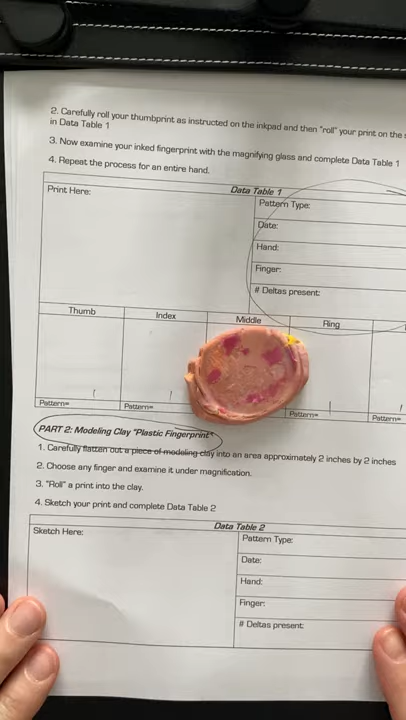 2. Carefully roll your thumbprint as instructed on the inkpad and then "roll" your print on the
in Data Table 1
3. Now examine your inked fingerprint with the magnifying glass and complete Data Table 1
4. Repeat the process for an entire hand.
Data Table 1
Print Here:
Pattern Type:
Date:
Hand:
Finger:
# Deltas present:
Thumb Index Middle Ring
Pattern= Pattern= Pattern= Pattern=
PART 2: Modeling Clay "Plastic Fingerprint"
1. Carefully flatten out a piece of modeling clay into an area approximately 2 inches by 2 inches
2. Choose any finger and examine it under magnification.
3. "Roll" a print into the clay.
4. Sketch your print and complete Data Table 2
Data Table 2
Sketch Here:
Pattern Type:
Date:
Hand:
Finger:
# Deltas present: